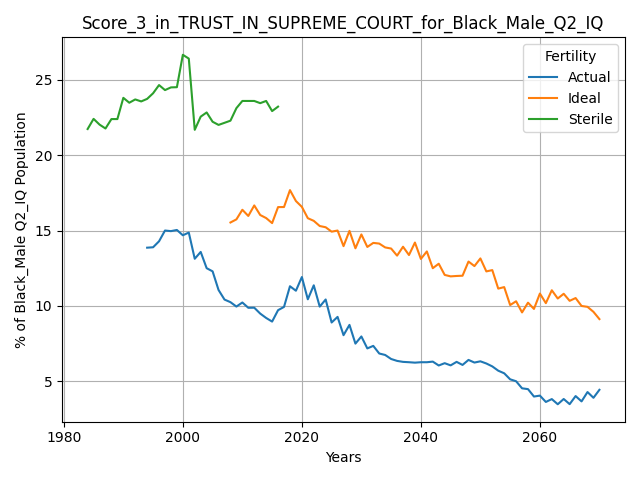 Score_3_in_TRUST_IN_SUPREME_COURT_for_Black_Male_Q2_IQ
% of Black_Male Q2_IQ Population
25
20
15
10
5
Fertility
Actual
Ideal
Sterile
1980
2000
2020
2040
2060
Years